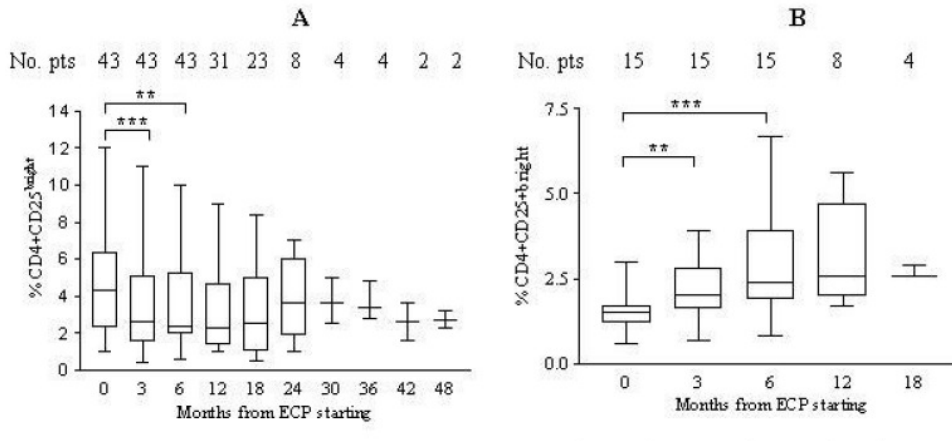 A
No. pts 43 43 43 31 23 8 4 4 2 2
**
***
% CD4+CD25bright
14
12
10
8
6
4
2
0
0 3 6 12 18 24 30 36 42 48
Months from ECP starting
B
No. pts 15 15 15 8 4
***
**
% CD4+CD25+bright
7.5
5.0
2.5
0.0
0 3 6 12 18
Months from ECP starting